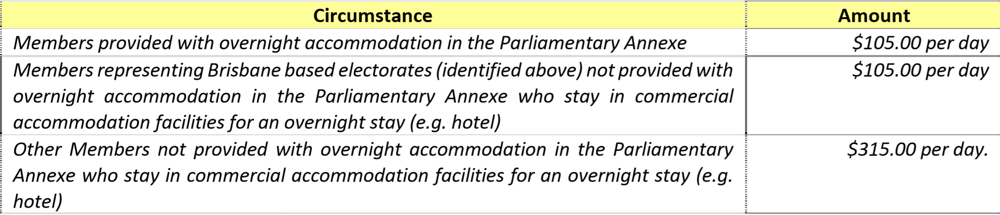 Circumstance Amount
Members provided with overnight accommodation in the Parliamentary Annexe $105.00 per day
Members representing Brisbane based electorates (identified above) not provided with $105.00 per day
overnight accommodation in the Parliamentary Annexe who stay in commercial
accommodation facilities for an overnight stay (e.g. hotel)
Other Members not provided with overnight accommodation in the Parliamentary $315.00 per day.
Annexe who stay in commercial accommodation facilities for an overnight stay (e.g.
hotel)